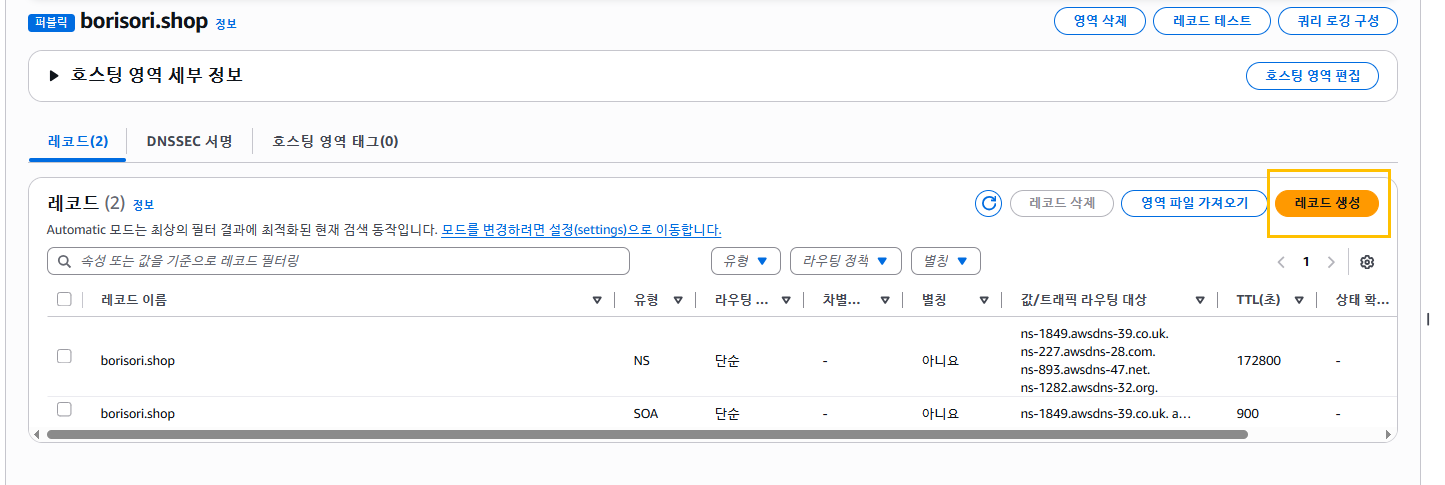 퍼블릭 borisori.shop 정보
영역 삭제 레코드 테스트 쿼리 로깅 구성
호스팅 영역 세부 정보
호스팅 영역 편집
레코드(2) DNSSEC 서명 호스팅 영역 태그(0)
레코드 (2) 정보
레코드 삭제 영역 파일 가져오기 레코드 생성
Automatic 모드는 최상의 필터 결과에 최적화된 현재 검색 동작입니다. 모드를 변경하려면 설정(settings)으로 이동합니다.
속성 또는 값을 기준으로 레코드 필터링 유형 라우팅 정책 별칭 1
레코드 이름 유형 라우팅 ... 차별... 별칭 값/트래픽 라우팅 대상 TTL(초) 상태 확...
borisori.shop NS 단순 - 아니요 ns-1849.awsdns-39.co.uk. 172800 -
ns-227.awsdns-28.com.
ns-893.awsdns-47.net.
ns-1282.awsdns-32.org.
borisori.shop SOA 단순 - 아니요 ns-1849.awsdns-39.co.uk. a... 900 -